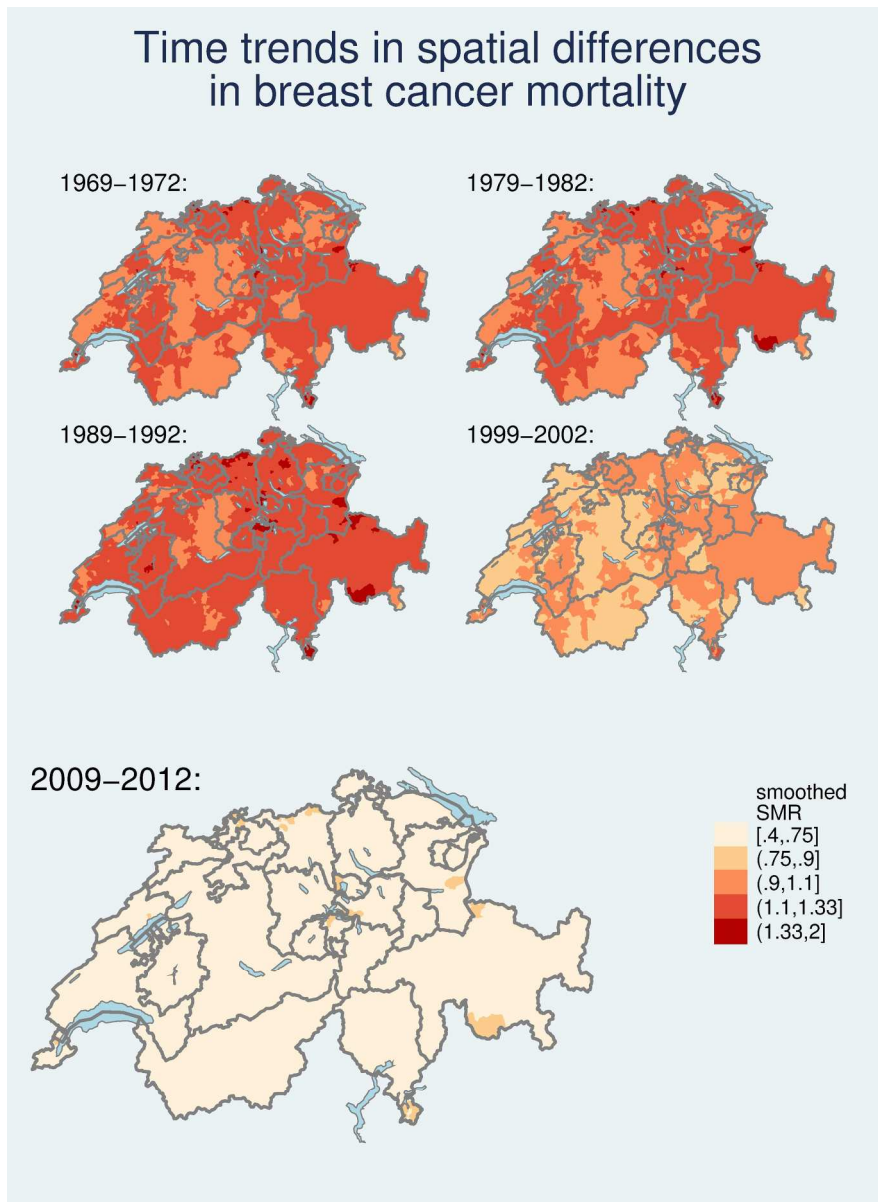 Time trends in spatial differences
in breast cancer mortality
1969−1972:
1979−1982:
1989−1992:
1999−2002:
2009−2012:
smoothed
SMR
[.4,.75]
(.75,.9]
(.9,1.1]
(1.1,1.33]
(1.33,2]